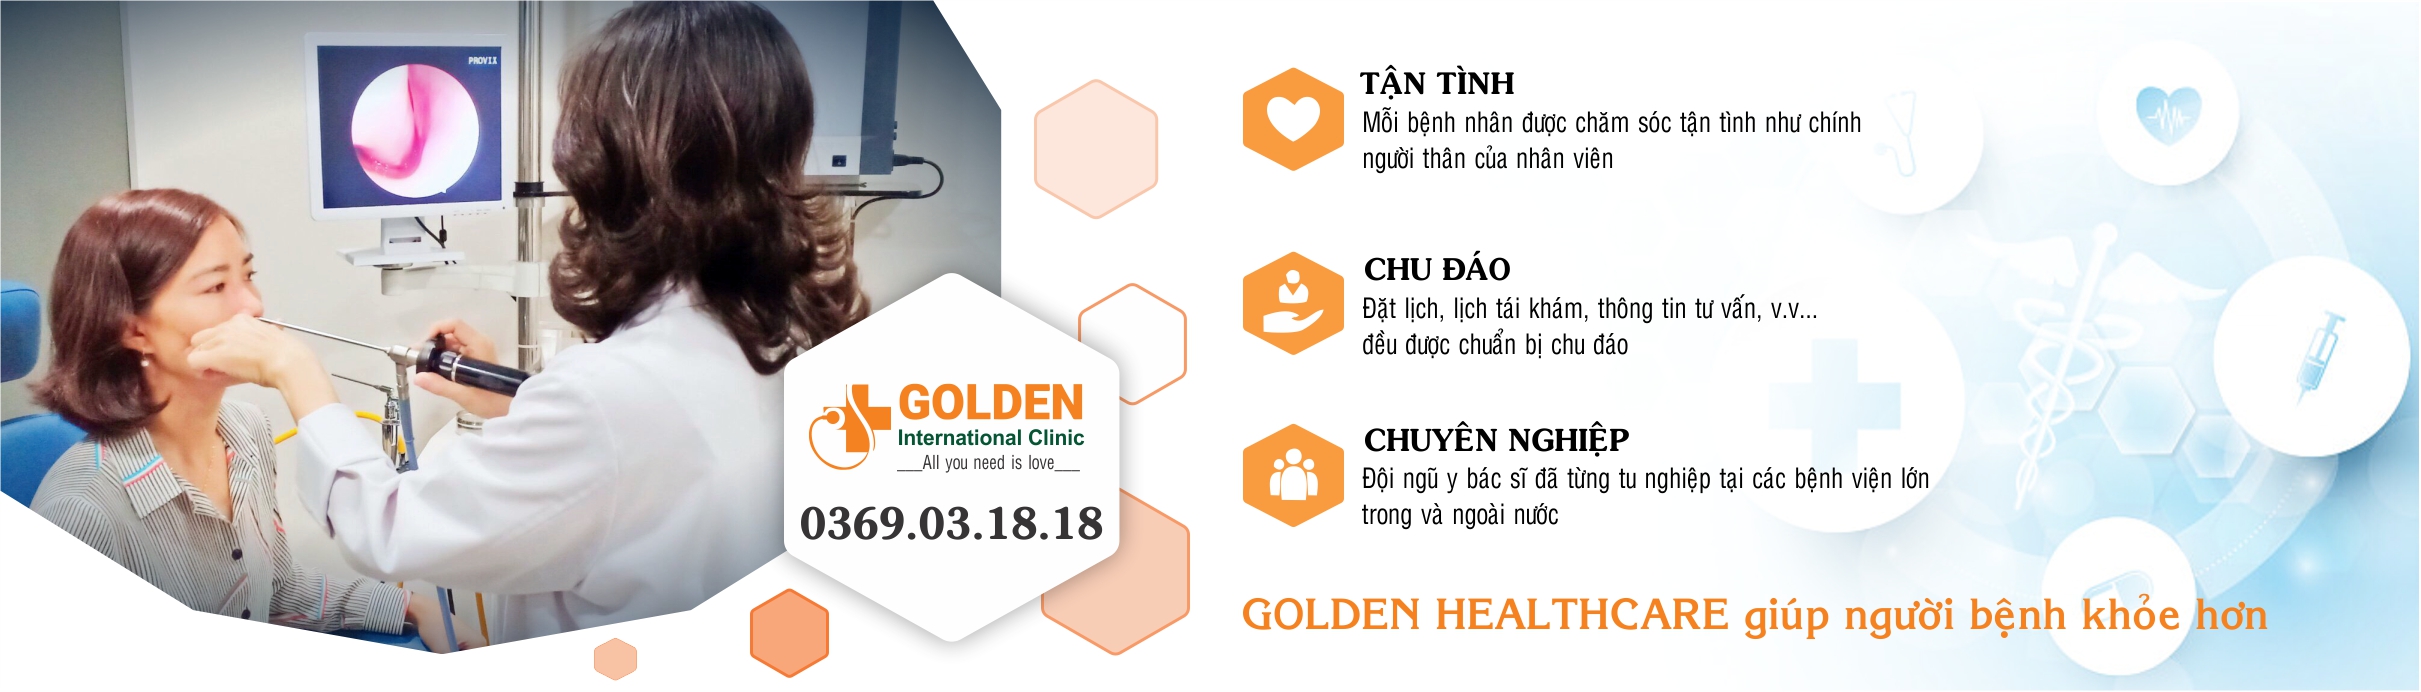 PROVIX
GOLDEN
International Clinic
___All you need is love___
0369.03.18.18
TẬN TÌNH
Mỗi bệnh nhân được chăm sóc tận tình như chính
người thân của nhân viên
CHU ĐÁO
Đặt lịch, lịch tái khám, thông tin tư vấn, v.v...
đều được chuẩn bị chu đáo
CHUYÊN NGHIỆP
Đội ngũ y bác sĩ đã từng tu nghiệp tại các bệnh viện lớn
trong và ngoài nước
GOLDEN HEALTHCARE giúp người bệnh khỏe hơn